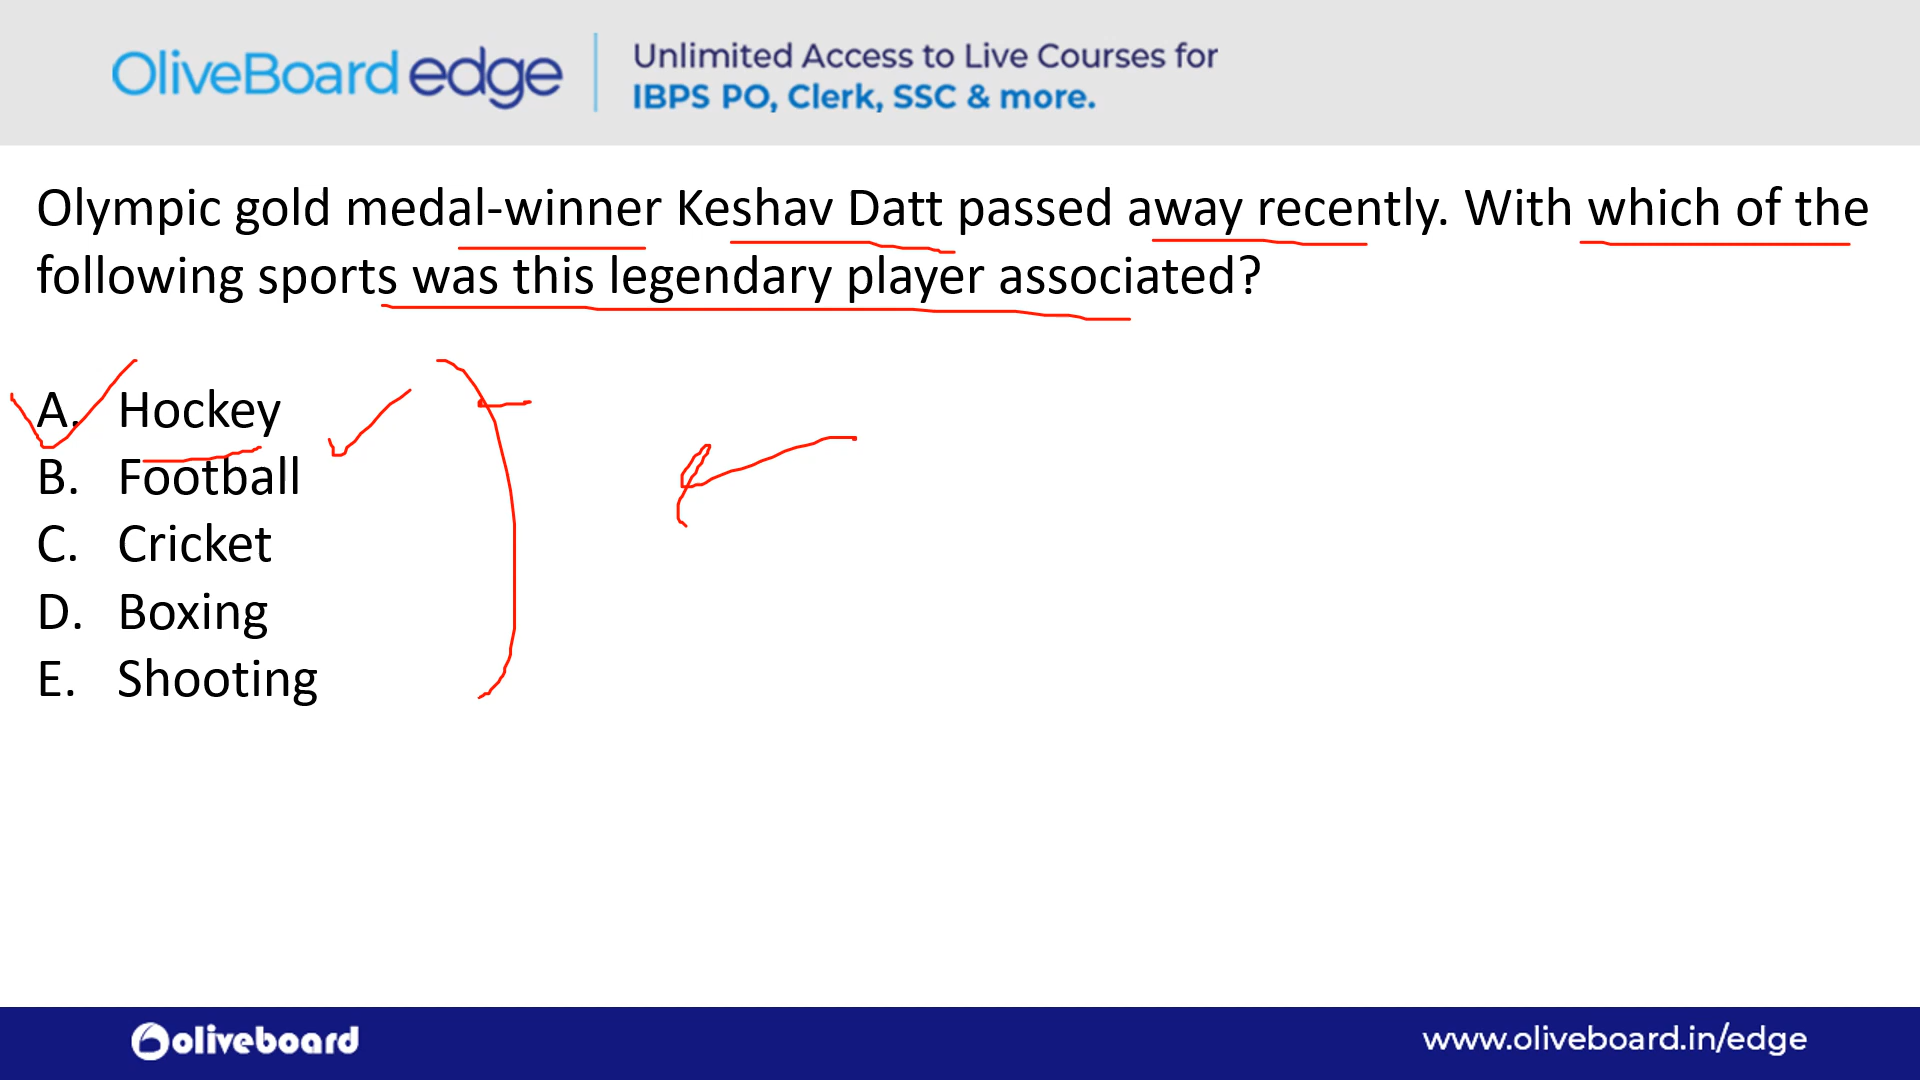 OliveBoard edge
Unlimited Access to Live Courses for
IBPS PO, Clerk, SSC & more.
Olympic gold medal-winner Keshav Datt passed away recently. With which of the
following sports was this legendary player associated?
A. Hockey
B. Football
C. Cricket
D. Boxing
E. Shooting
oliveboard
www.oliveboard.in/edge